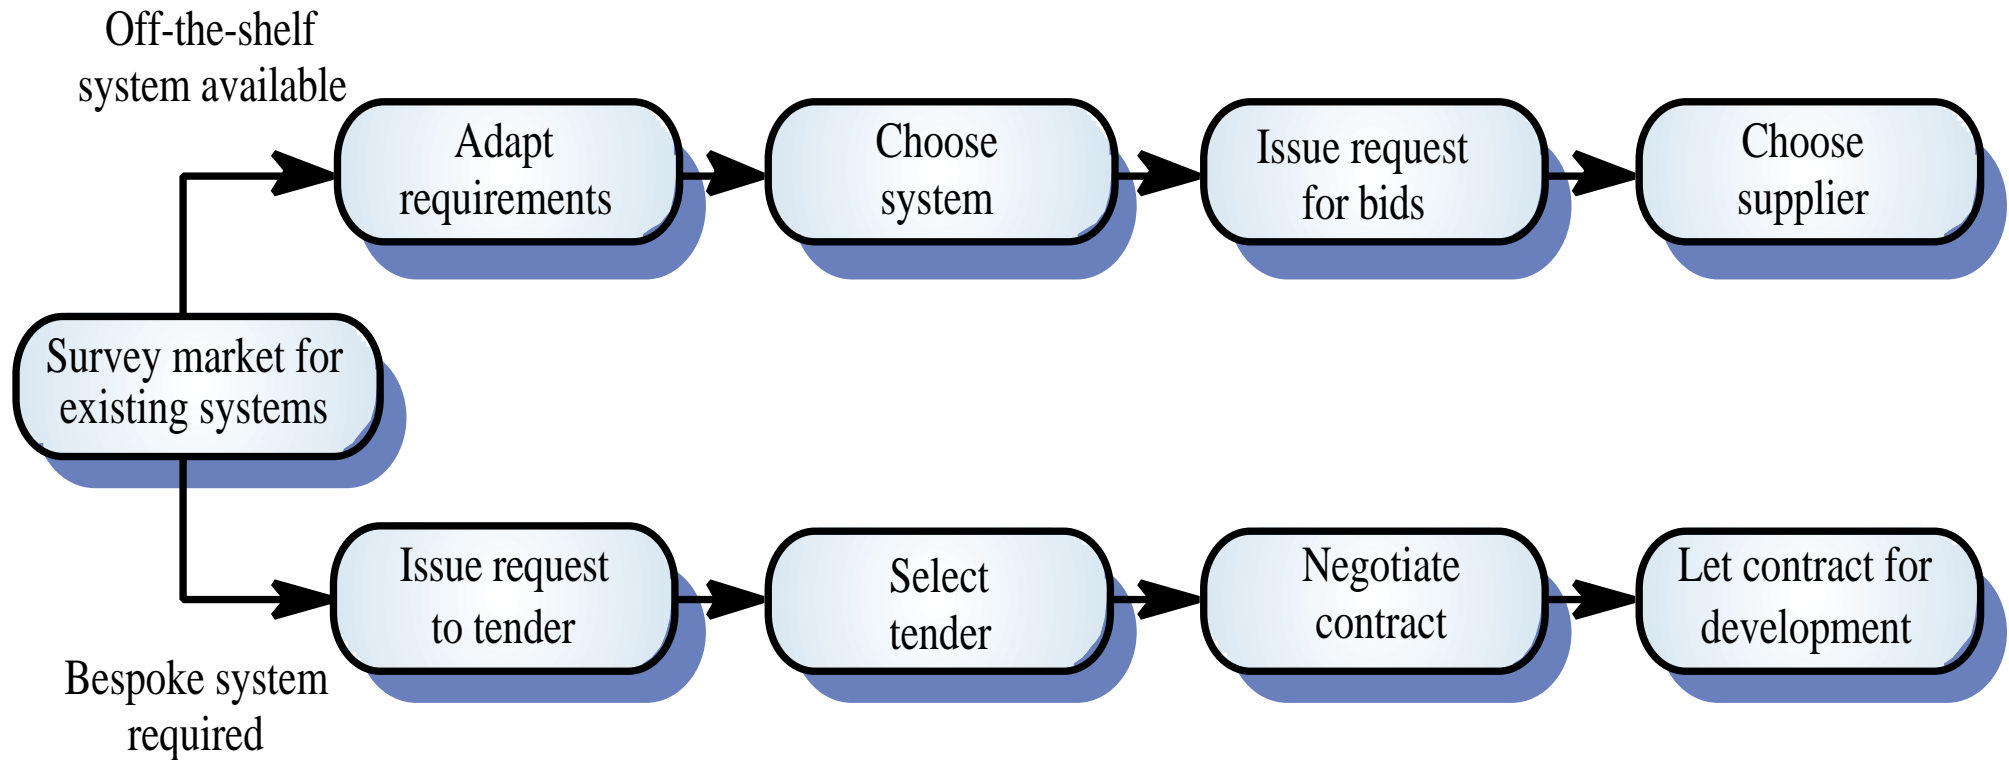 Off-the-shelf
system available
Adapt
requirements
Choose
system
Issue request
for bids
Choose
supplier
Survey market for
existing systems
Issue request
to tender
Select
tender
Negotiate
contract
Let contract for
development
Bespoke system
required